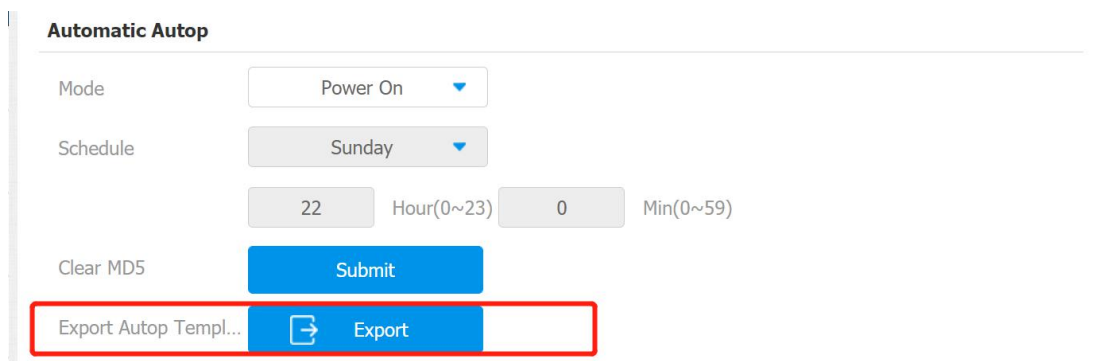 Automatic Autop
Mode Power On
Schedule Sunday
22 Hour(0~23) 0 Min(0~59)
Clear MD5 Submit
Export Autop Templ... Export